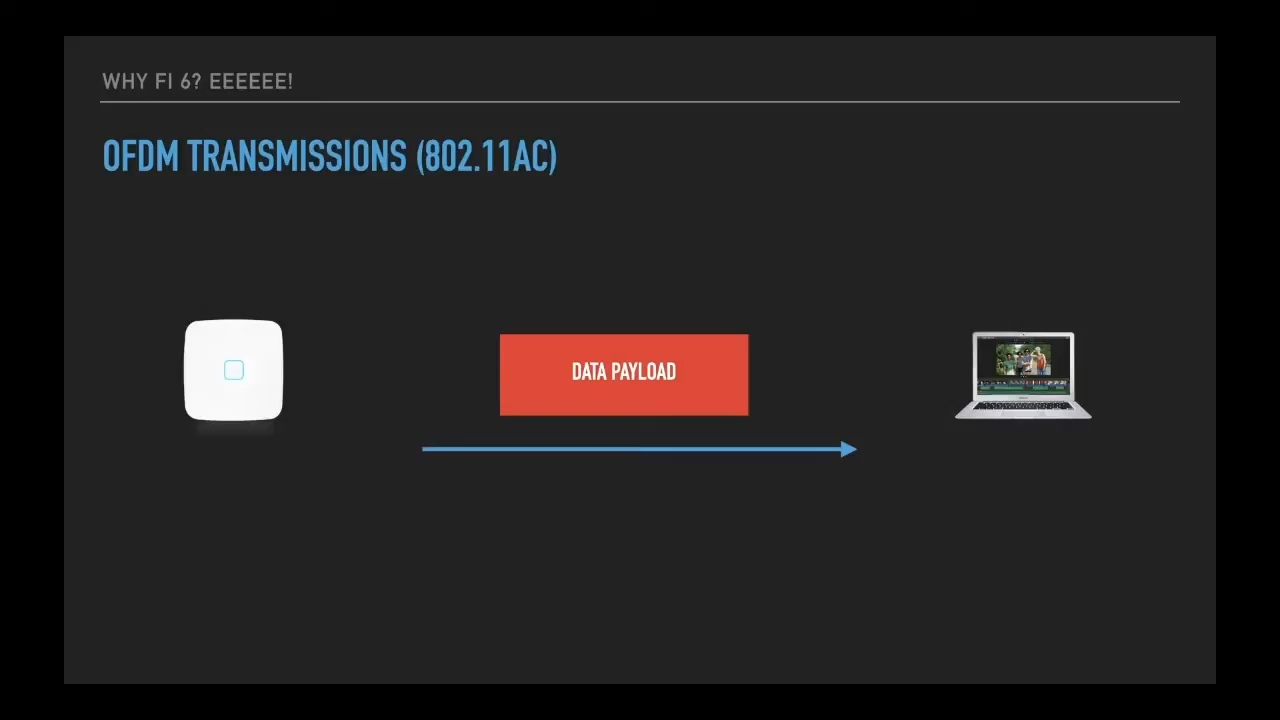 WHY FI 6? EEEEEE!
OFDM TRANSMISSIONS (802.11AC)
DATA PAYLOAD